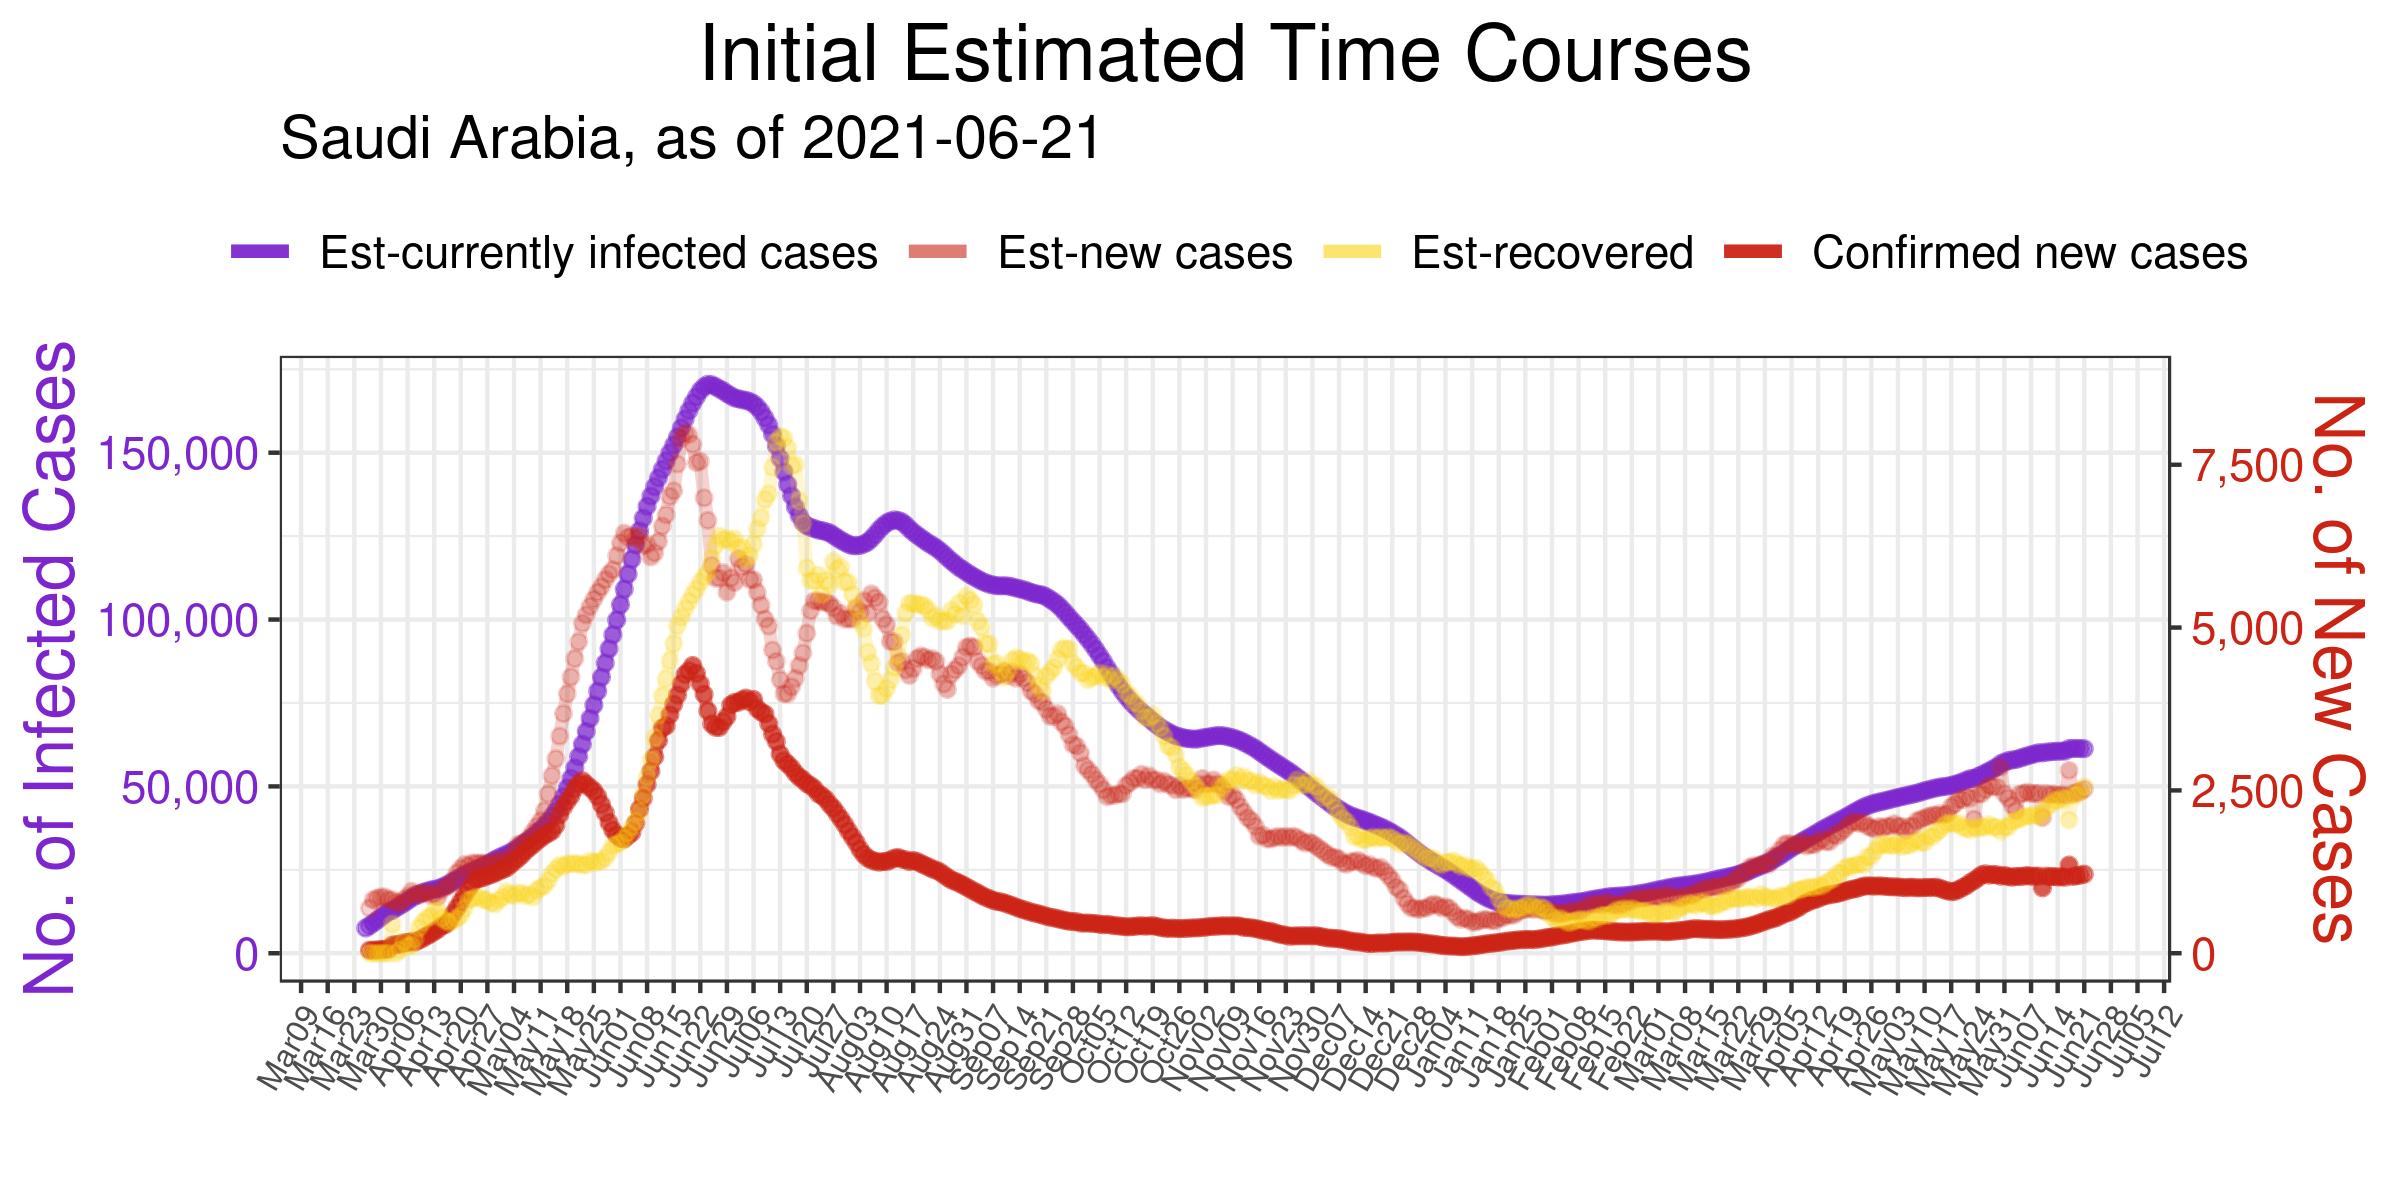 Initial Estimated Time Courses
Saudi Arabia, as of 2021-06-21
Est-currently infected cases
Est-new cases
Est-recovered
Confirmed new cases
No. of Infected Cases
150,000
100,000
50,000
0
7,500
5,000
2,500
0
No. of New Cases
Mar09
Mar16
Mar23
Mar30
Apr06
Apr13
Apr20
Apr27
May04
May11
May18
May25
Jun01
Jun08
Jun15
Jun22
Jun29
Jul06
Jul13
Jul20
Jul27
Aug03
Aug10
Aug17
Aug24
Aug31
Sep07
Sep14
Sep21
Sep28
Oct05
Oct12
Oct19
Oct26
Nov02
Nov09
Nov16
Nov23
Nov30
Dec07
Dec14
Dec21
Dec28
Jan04
Jan11
Jan18
Jan25
Feb01
Feb08
Feb15
Feb22
Mar01
Mar08
Mar15
Mar22
Mar29
Apr05
Apr12
Apr19
Apr26
May03
May10
May17
May24
May31
Jun07
Jun14
Jun21
Jun28
Jul05
Jul12